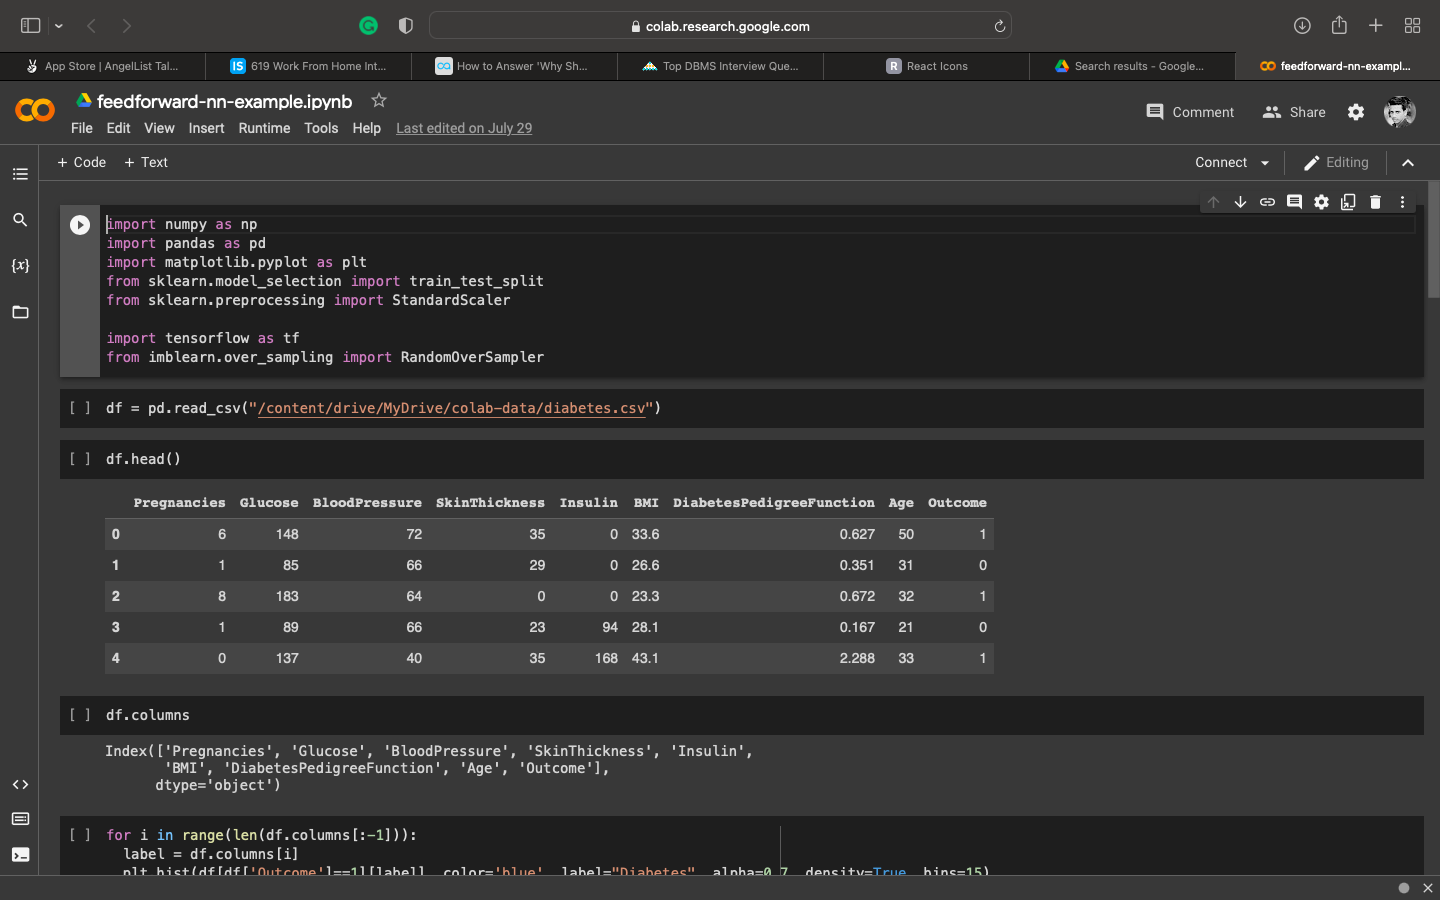 colab.research.google.com
App Store | AngelList Tal...
IS 619 Work From Home Int...
How to Answer 'Why Sh...
Top DBMS Interview Que...
R React Icons
Search results - Google...
feedforward-nn-exampl...
feedforward-nn-example.ipynb
File Edit View Insert Runtime Tools Help Last edited on July 29
Comment Share
+ Code + Text
Connect Editing
import numpy as np
import pandas as pd
import matplotlib.pyplot as plt
from sklearn.model_selection import train_test_split
from sklearn.preprocessing import StandardScaler
import tensorflow as tf
from imblearn.over_sampling import RandomOverSampler
[ ] df = pd.read_csv("/content/drive/MyDrive/colab-data/diabetes.csv")
[ ] df.head()
Pregnancies Glucose BloodPressure SkinThickness Insulin BMI DiabetesPedigreeFunction Age Outcome
0 6 148 72 35 0 33.6 0.627 50 1
1 1 85 66 29 0 26.6 0.351 31 0
2 8 183 64 0 0 23.3 0.672 32 1
3 1 89 66 23 94 28.1 0.167 21 0
4 0 137 40 35 168 43.1 2.288 33 1
[ ] df.columns
Index(['Pregnancies', 'Glucose', 'BloodPressure', 'SkinThickness', 'Insulin',
'BMI', 'DiabetesPedigreeFunction', 'Age', 'Outcome'],
dtype='object')
[ ] for i in range(len(df.columns[:-1])):
label = df.columns[i]
plt.hist(df[df['Outcome']==1][label], color='blue', label="Diabetes", alpha=0.7, density=True, bins=15)